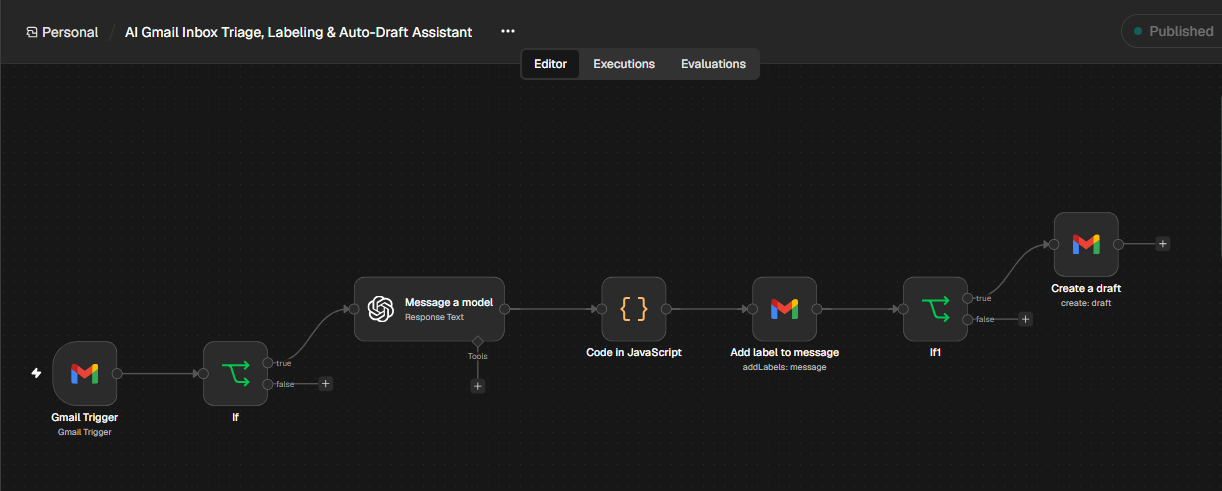 Personal / AI Gmail Inbox Triage, Labeling & Auto-Draft Assistant ...
Published
Editor Executions Evaluations
Gmail Trigger
Gmail Trigger
true
false
If
Message a model
Response Text
Tools
Code in JavaScript
Add label to message
addLabels: message
true
false
If1
Create a draft
create: draft